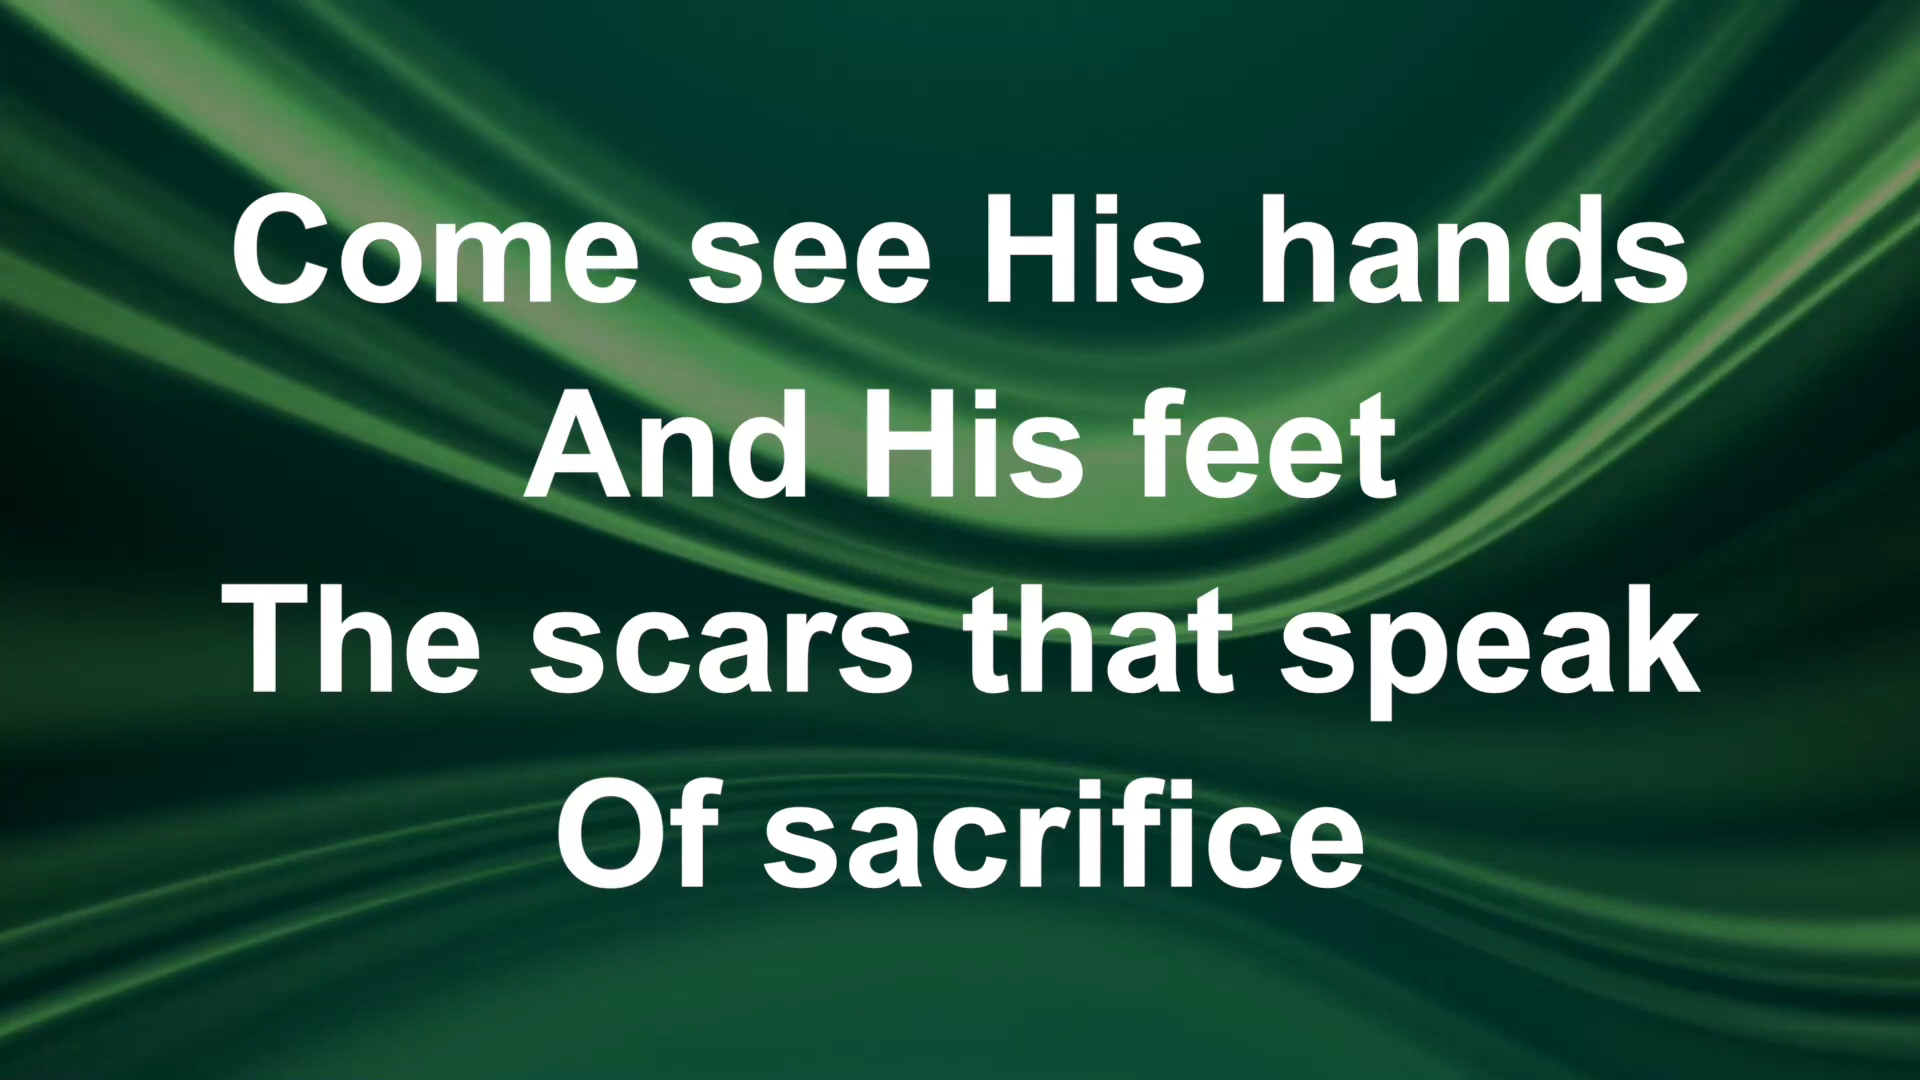 Come see His hands
And His feet
The scars that speak
Of sacrifice